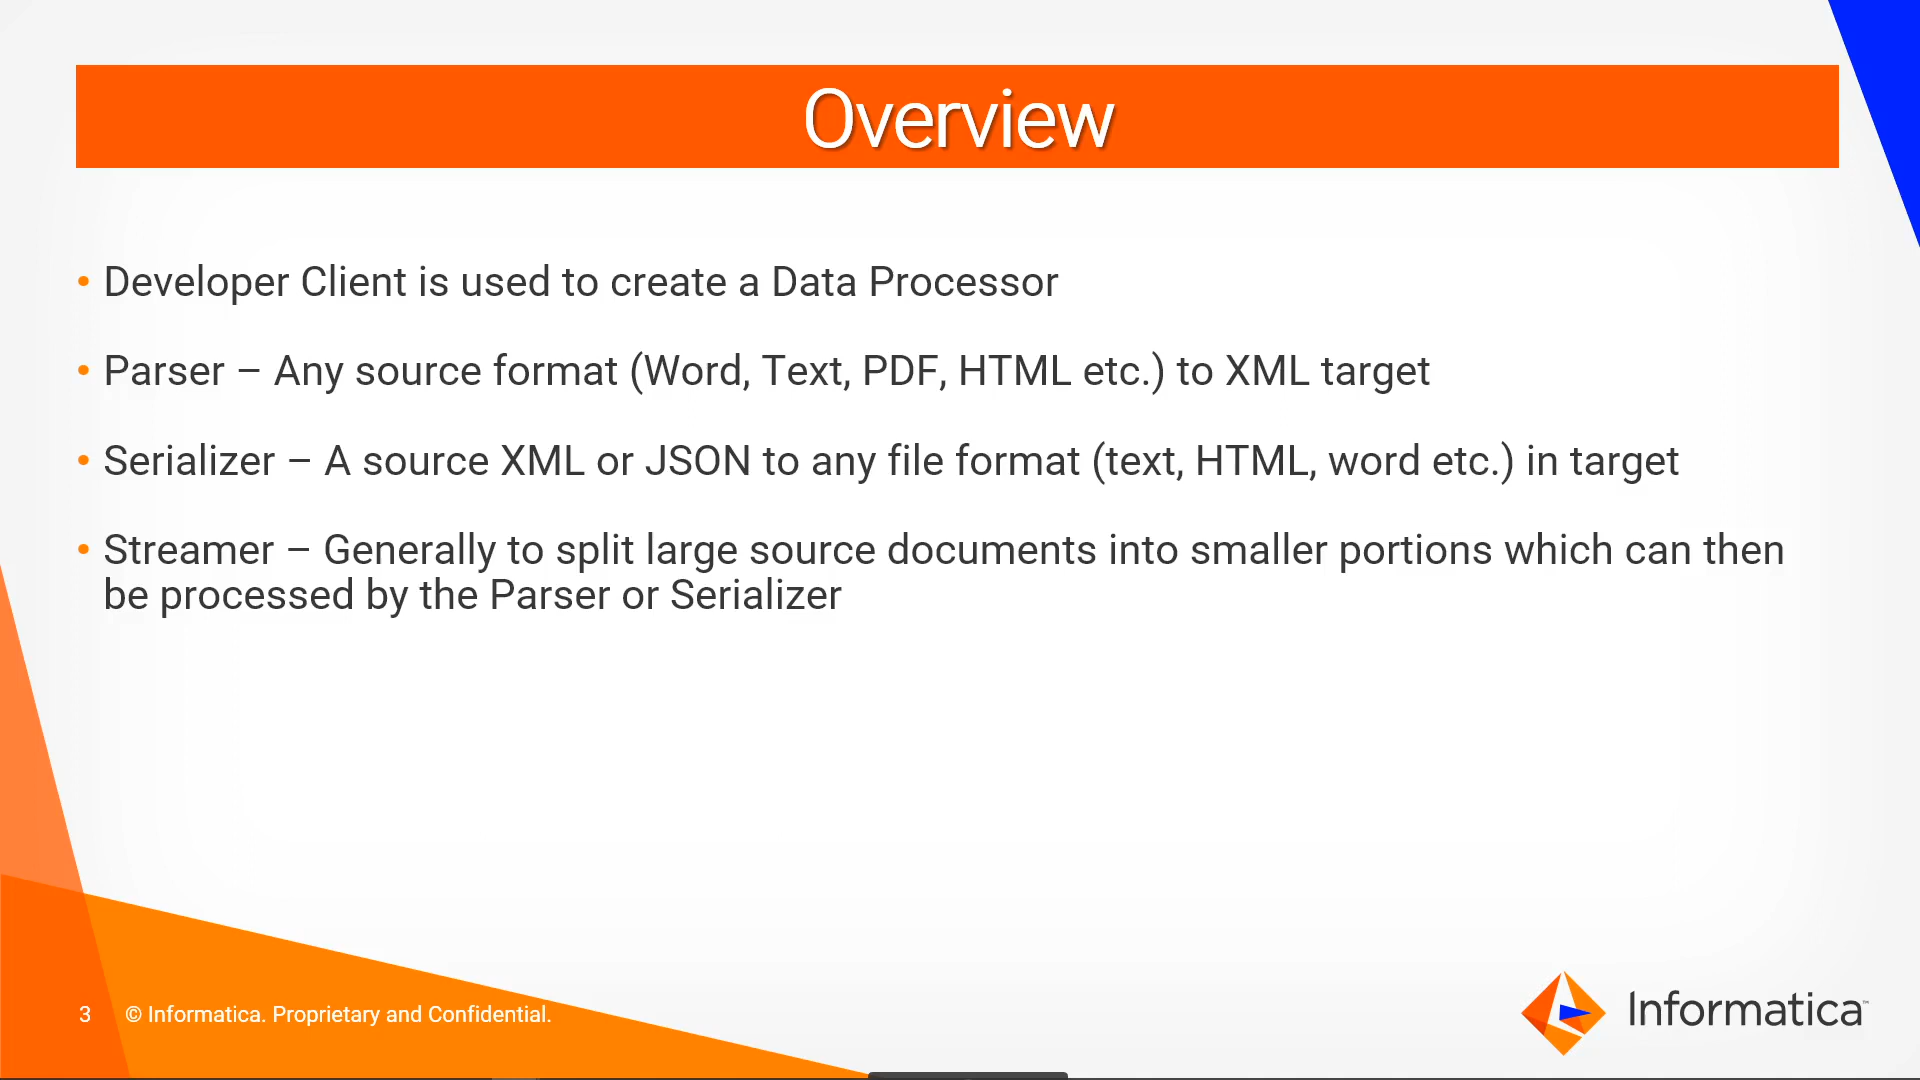 Overview
• Developer Client is used to create a Data Processor
• Parser – Any source format (Word, Text, PDF, HTML etc.) to XML target
• Serializer – A source XML or JSON to any file format (text, HTML, word etc.) in target
• Streamer – Generally to split large source documents into smaller portions which can then
be processed by the Parser or Serializer
3 © Informatica. Proprietary and Confidential.
Informatica™